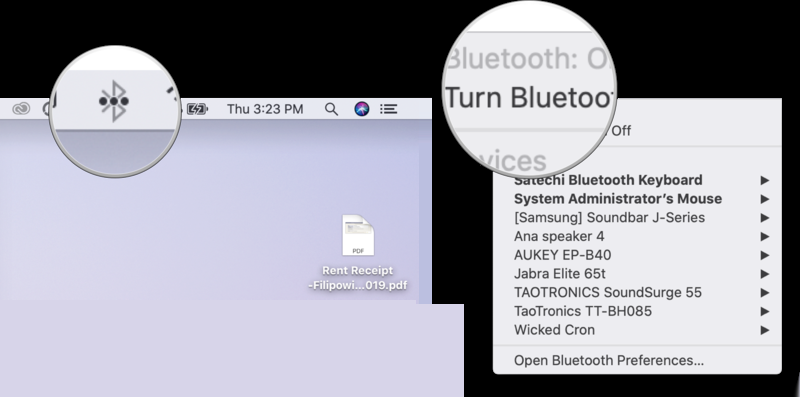 Thu 3:23 PM
PDF
Rent Receipt
-Filipowi...019.pdf
Bluetooth: O
Turn Bluetoo
Off
vices
Satechi Bluetooth Keyboard
System Administrator's Mouse
[Samsung] Soundbar J-Series
Ana speaker 4
AUKEY EP-B40
Jabra Elite 65t
TAOTRONICS SoundSurge 55
TaoTronics TT-BH085
Wicked Cron
Open Bluetooth Preferences...